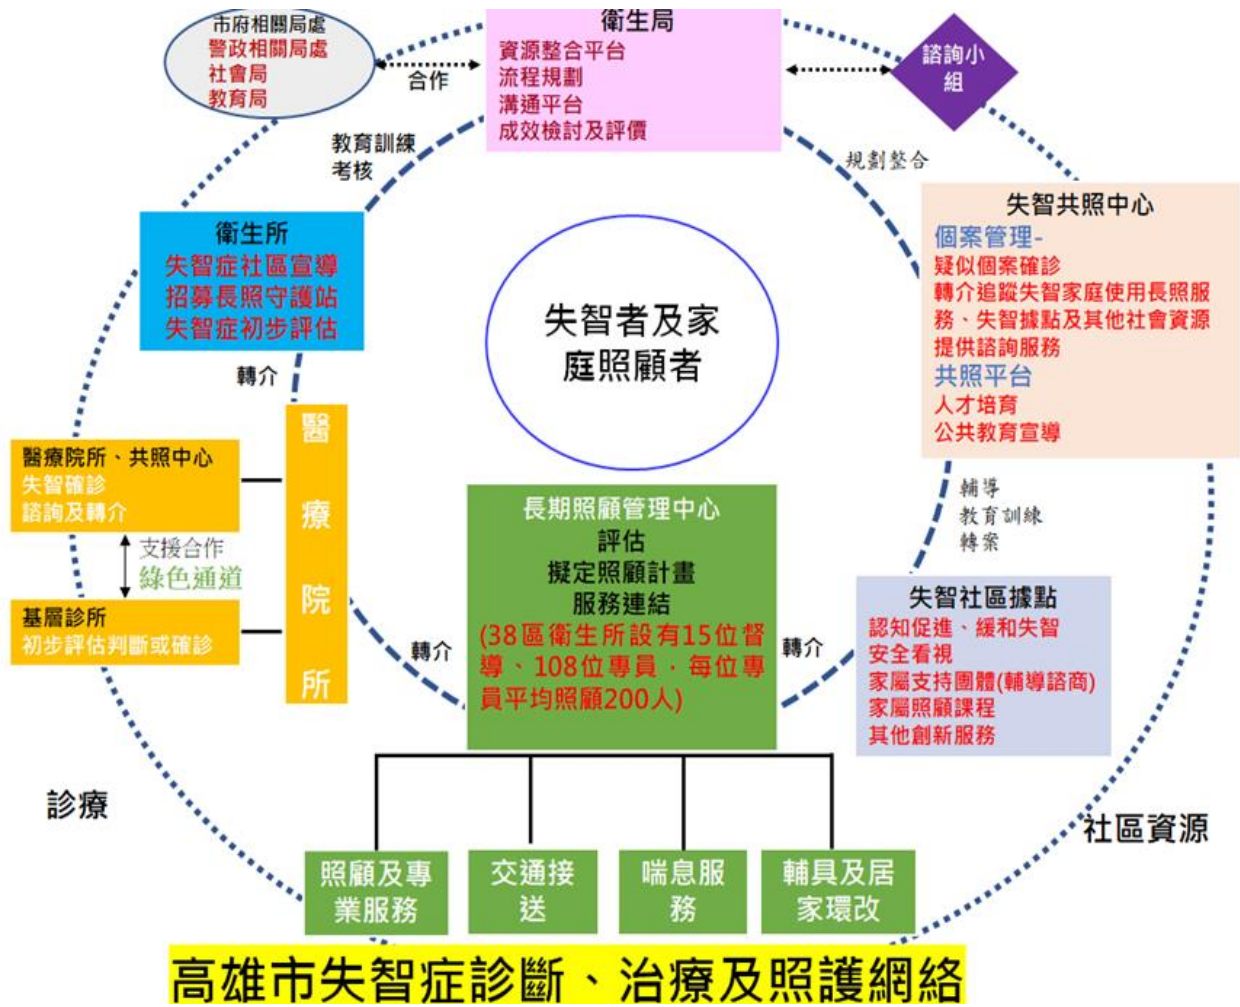 市府相關局處
警政相關局處
社會局
教育局
合作
衛生局
資源整合平台
流程規劃
溝通平台
成效檢討及評價
諮詢小
組
教育訓練
考核
規劃整合
衛生所
失智症社區宣導
招募長照守護站
失智症初步評估
失智者及家
庭照顧者
失智共照中心
個案管理-
疑似個案確診
轉介追蹤失智家庭使用長照服
務、失智據點及其他社會資源
提供諮詢服務
共照平台
人才培育
公共教育宣導
轉介
醫
療
院
所
醫療院所、共照中心
失智確診
諮詢及轉介
支援合作
綠色通道
基層診所
初步評估判斷或確診
長期照顧管理中心
評估
擬定照顧計畫
服務連結
(38區衛生所設有15位督
導、108位專員，每位專
員平均照顧200人)
轉介
轉介
輔導
教育訓練
轉案
失智社區據點
認知促進、緩和失智
安全看視
家屬支持團體(輔導諮商)
家屬照顧課程
其他創新服務
診療
社區資源
照顧及專
業服務
交通接
送
喘息服
務
輔具及居
家環改
高雄市失智症診斷、治療及照護網絡